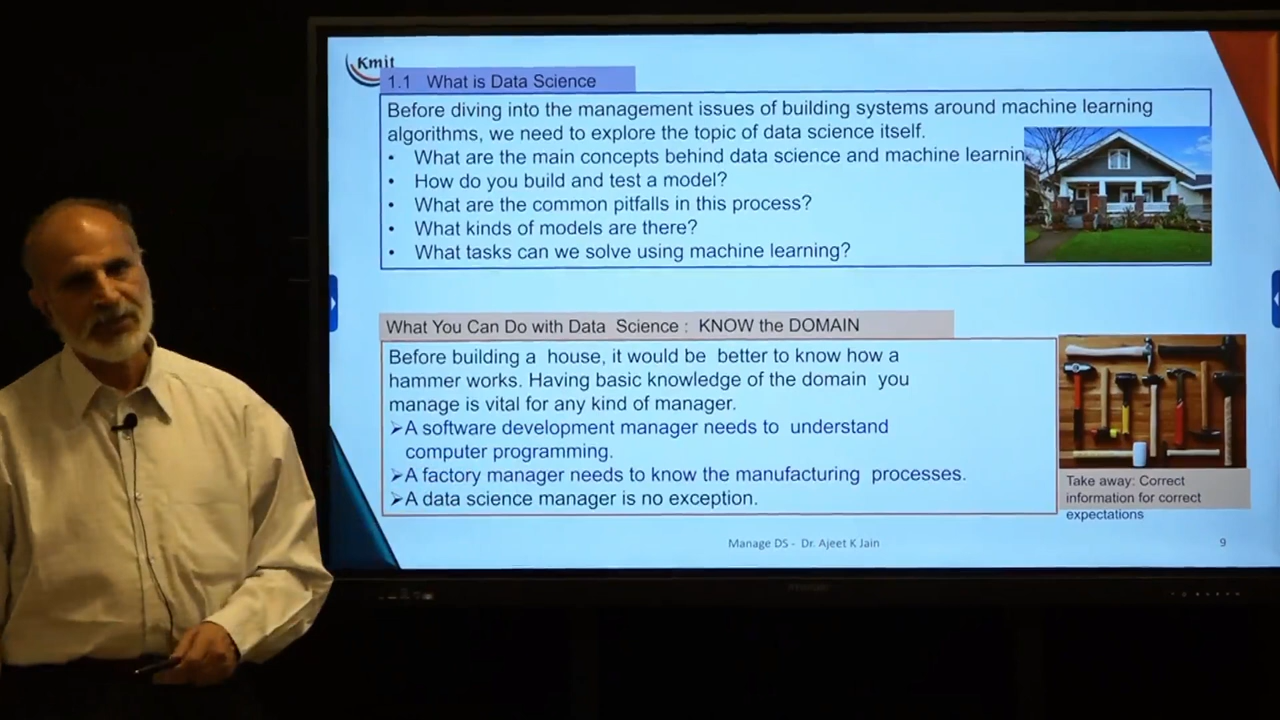 Kmit
1.1 What is Data Science
Before diving into the management issues of building systems around machine learning
algorithms, we need to explore the topic of data science itself.
• What are the main concepts behind data science and machine learnin
• How do you build and test a model?
• What are the common pitfalls in this process?
• What kinds of models are there?
• What tasks can we solve using machine learning?
What You Can Do with Data Science : KNOW the DOMAIN
Before building a house, it would be better to know how a
hammer works. Having basic knowledge of the domain you
manage is vital for any kind of manager.
➢A software development manager needs to understand
computer programming.
➢A factory manager needs to know the manufacturing processes.
➢A data science manager is no exception.
Take away: Correct
information for correct
expectations
Manage DS - Dr. Ajeet K Jain
9